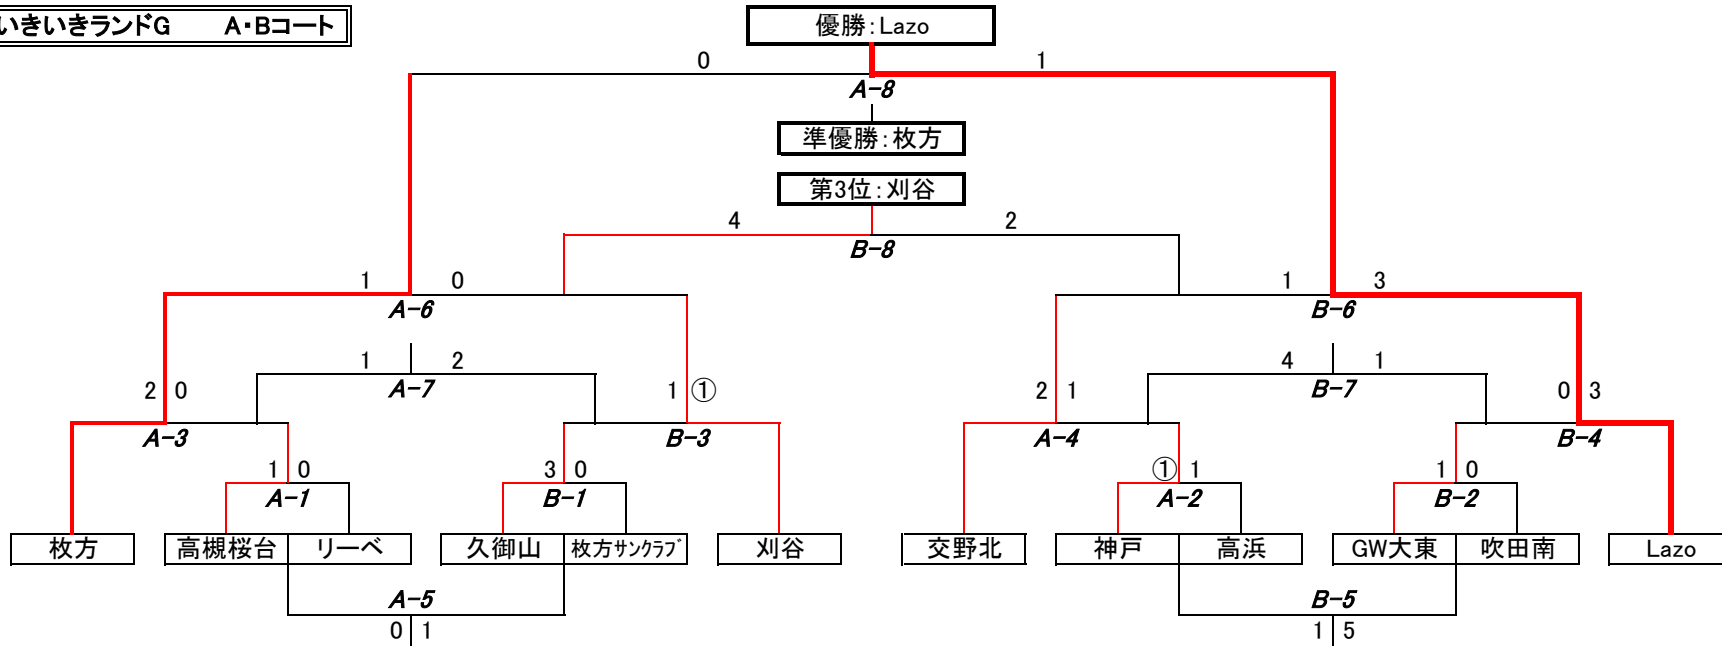 いきいきランドG A・Bコート
優勝:Lazo
0 1
A-8
準優勝:枚方
第3位:刈谷
4 2
B-8
1 0 1 3
A-6 B-6
1 2 4 1
A-7 B-7
2 0 1 ① 2 1 0 3
A-3 B-3 A-4 B-4
1 0 3 0 ① 1 1 0
A-1 B-1 A-2 B-2
枚方 高槻桜台 リーベ 久御山 枚方サンクラブ 刈谷 交野北 神戸 高浜 GW大東 吹田南 Lazo
A-5 B-5
0 1 1 5